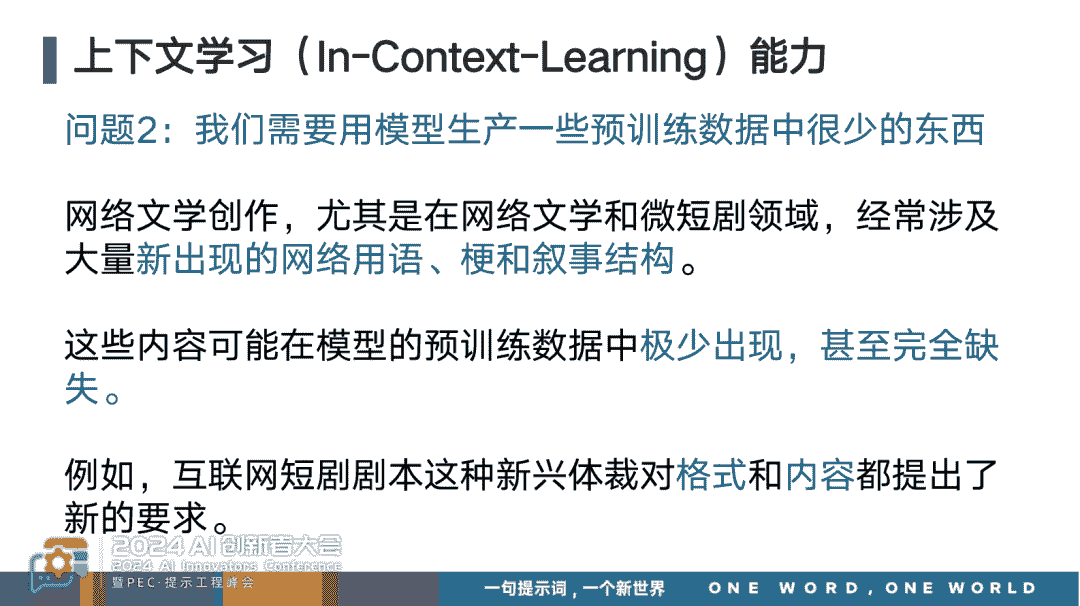 上下文学习（In-Context-Learning）能力
问题2：我们需要用模型生产一些预训练数据中很少的东西
网络文学创作，尤其是在网络文学和微短剧领域，经常涉及
大量新出现的网络用语、梗和叙事结构。
这些内容可能在模型的预训练数据中极少出现，甚至完全缺
失。
例如，互联网短剧剧本这种新兴体裁对格式和内容都提出了
新的要求。
2024 AI 创新者大会
2024 AI Innovators Conference
暨PEC·提示工程峰会
一句提示词，一个新世界 ONE WORD, ONE WORLD